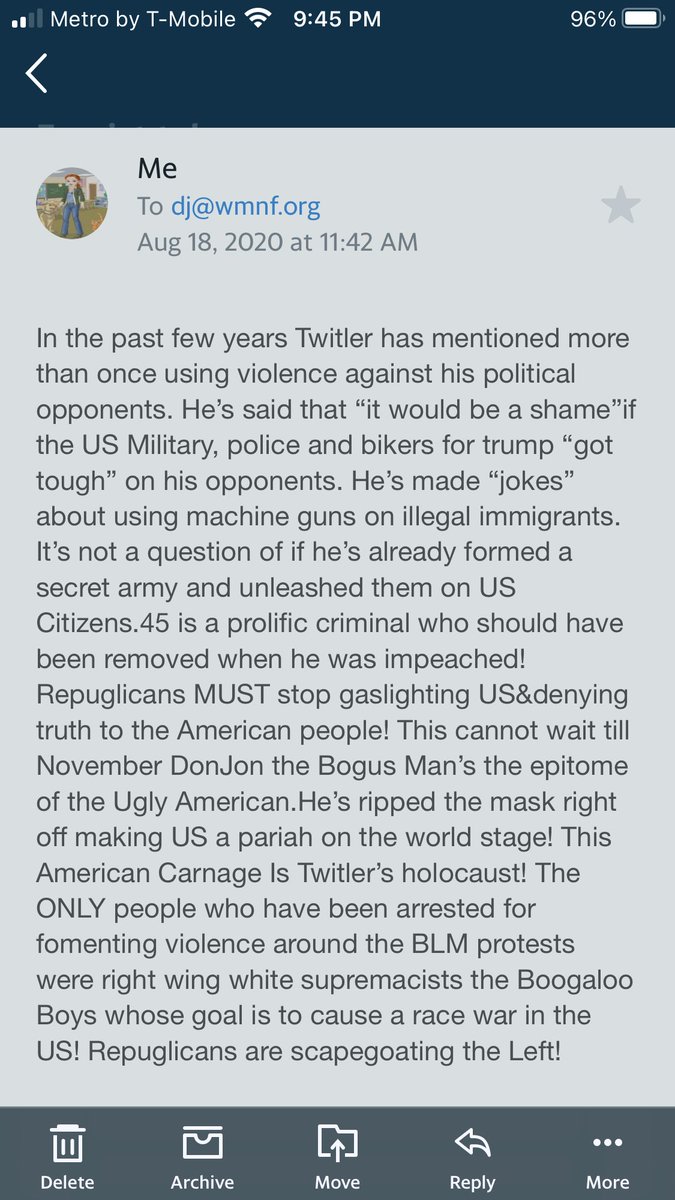 Metro by T-Mobile 9:45 PM 96%
Me
To dj@wmnf.org
Aug 18, 2020 at 11:42 AM
In the past few years Twitler has mentioned more
than once using violence against his political
opponents. He’s said that “it would be a shame”if
the US Military, police and bikers for trump “got
tough” on his opponents. He’s made “jokes”
about using machine guns on illegal immigrants.
It’s not a question of if he’s already formed a
secret army and unleashed them on US
Citizens.45 is a prolific criminal who should have
been removed when he was impeached!
Repuglicans MUST stop gaslighting US&denying
truth to the American people! This cannot wait till
November DonJon the Bogus Man’s the epitome
of the Ugly American.He’s ripped the mask right
off making US a pariah on the world stage! This
American Carnage Is Twitler’s holocaust! The
ONLY people who have been arrested for
fomenting violence around the BLM protests
were right wing white supremacists the Boogaloo
Boys whose goal is to cause a race war in the
US! Repuglicans are scapegoating the Left!
Delete Archive Move Reply More